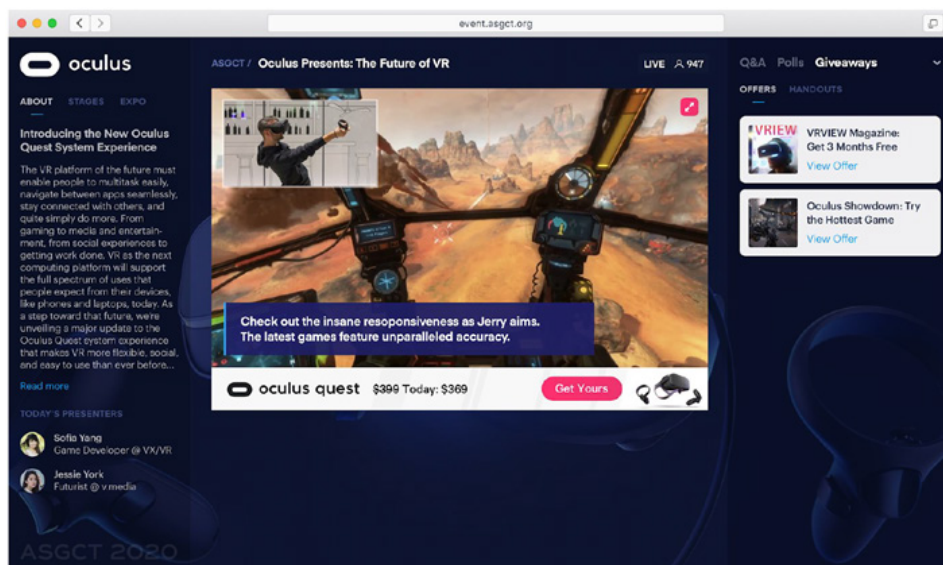 event.asgct.org
oculus
ABOUT STAGES EXPO
Introducing the New Oculus
Quest System Experience
The VR platform of the future must
enable people to multitask easily,
navigate between apps seamlessly,
stay connected with others, and
quite simply do more. From
gaming to media and entertain-
ment, from social experiences to
getting work done. VR as the next
computing platform will support
the full spectrum of uses that
people expect from their devices,
like phones and laptops, today. As
a step toward that future, we're
unveiling a major update to the
Oculus Quest system experience
that makes VR more flexible, social,
and easy to use than ever before...
Read more
TODAY'S PRESENTERS
Sofia Yang
Game Developer @ VX/VR
Jessie York
Futurist @ v.media
ASGCT 2020
ASGCT / Oculus Presents: The Future of VR
LIVE 947
Check out the insane resoponsiveness as Jerry aims.
The latest games feature unparalleled accuracy.
oculus quest $399 Today: $369
Get Yours
Q&A Polls Giveaways
OFFERS HANDOUTS
VRIEW
VRVIEW Magazine:
Get 3 Months Free
View Offer
Oculus Showdown: Try
the Hottest Game
View Offer